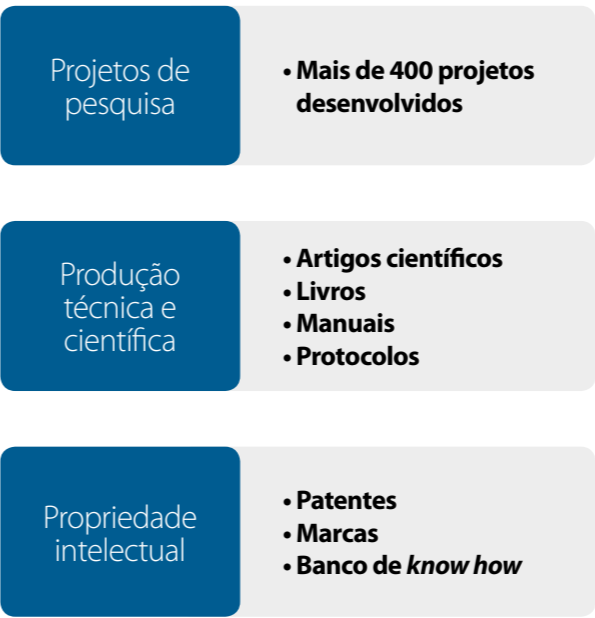 Projetos de
pesquisa
• Mais de 400 projetos
desenvolvidos
Produção
técnica e
científica
• Artigos científicos
• Livros
• Manuais
• Protocolos
Propriedade
intelectual
• Patentes
• Marcas
• Banco de know how